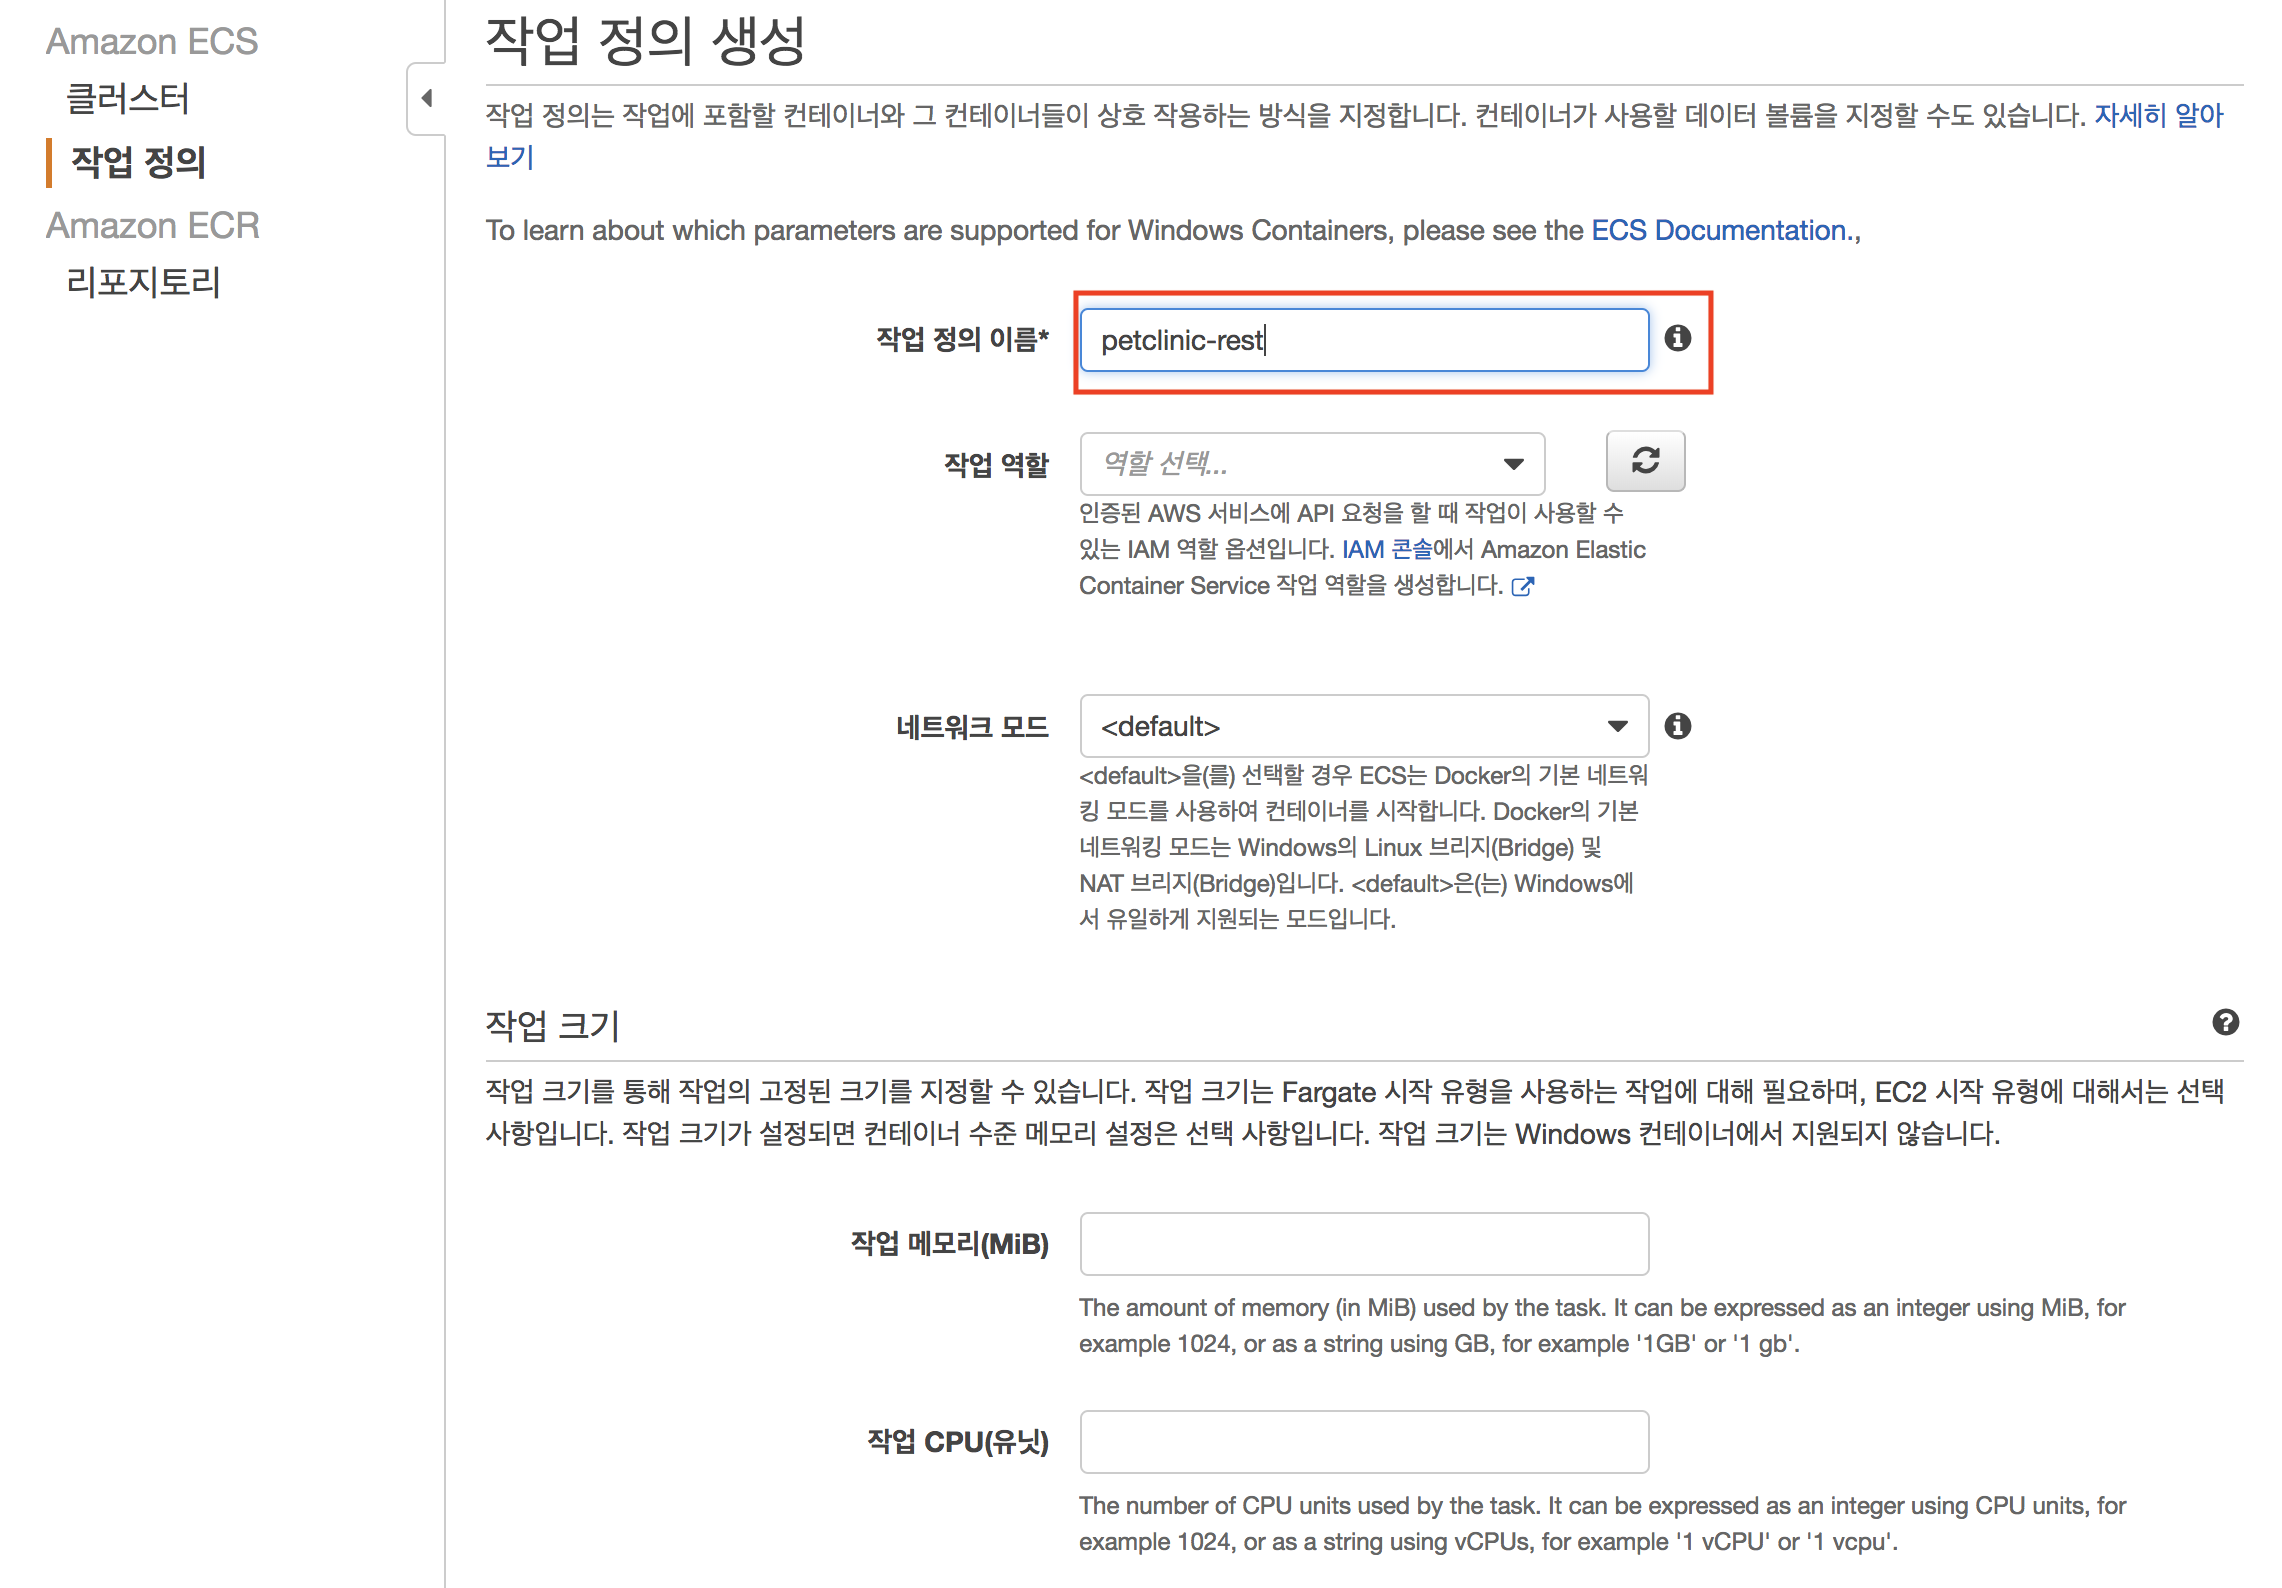 Amazon ECS
클러스터
작업 정의
Amazon ECR
리포지토리
작업 정의 생성
작업 정의는 작업에 포함할 컨테이너와 그 컨테이너들이 상호 작용하는 방식을 지정합니다. 컨테이너가 사용할 데이터 볼륨을 지정할 수도 있습니다. 자세히 알아
보기
To learn about which parameters are supported for Windows Containers, please see the ECS Documentation.,
작업 정의 이름* petclinic-rest
작업 역할 역할 선택...
인증된 AWS 서비스에 API 요청을 할 때 작업이 사용할 수
있는 IAM 역할 옵션입니다. IAM 콘솔에서 Amazon Elastic
Container Service 작업 역할을 생성합니다.
네트워크 모드 <default>
<default>을(를) 선택할 경우 ECS는 Docker의 기본 네트워
킹 모드를 사용하여 컨테이너를 시작합니다. Docker의 기본
네트워킹 모드는 Windows의 Linux 브리지(Bridge) 및
NAT 브리지(Bridge)입니다. <default>은(는) Windows에
서 유일하게 지원되는 모드입니다.
작업 크기
작업 크기를 통해 작업의 고정된 크기를 지정할 수 있습니다. 작업 크기는 Fargate 시작 유형을 사용하는 작업에 대해 필요하며, EC2 시작 유형에 대해서는 선택
사항입니다. 작업 크기가 설정되면 컨테이너 수준 메모리 설정은 선택 사항입니다. 작업 크기는 Windows 컨테이너에서 지원되지 않습니다.
작업 메모리(MiB)
The amount of memory (in MiB) used by the task. It can be expressed as an integer using MiB, for
example 1024, or as a string using GB, for example '1GB' or '1 gb'.
작업 CPU(유닛)
The number of CPU units used by the task. It can be expressed as an integer using CPU units, for
example 1024, or as a string using vCPUs, for example '1 vCPU' or '1 vcpu'.